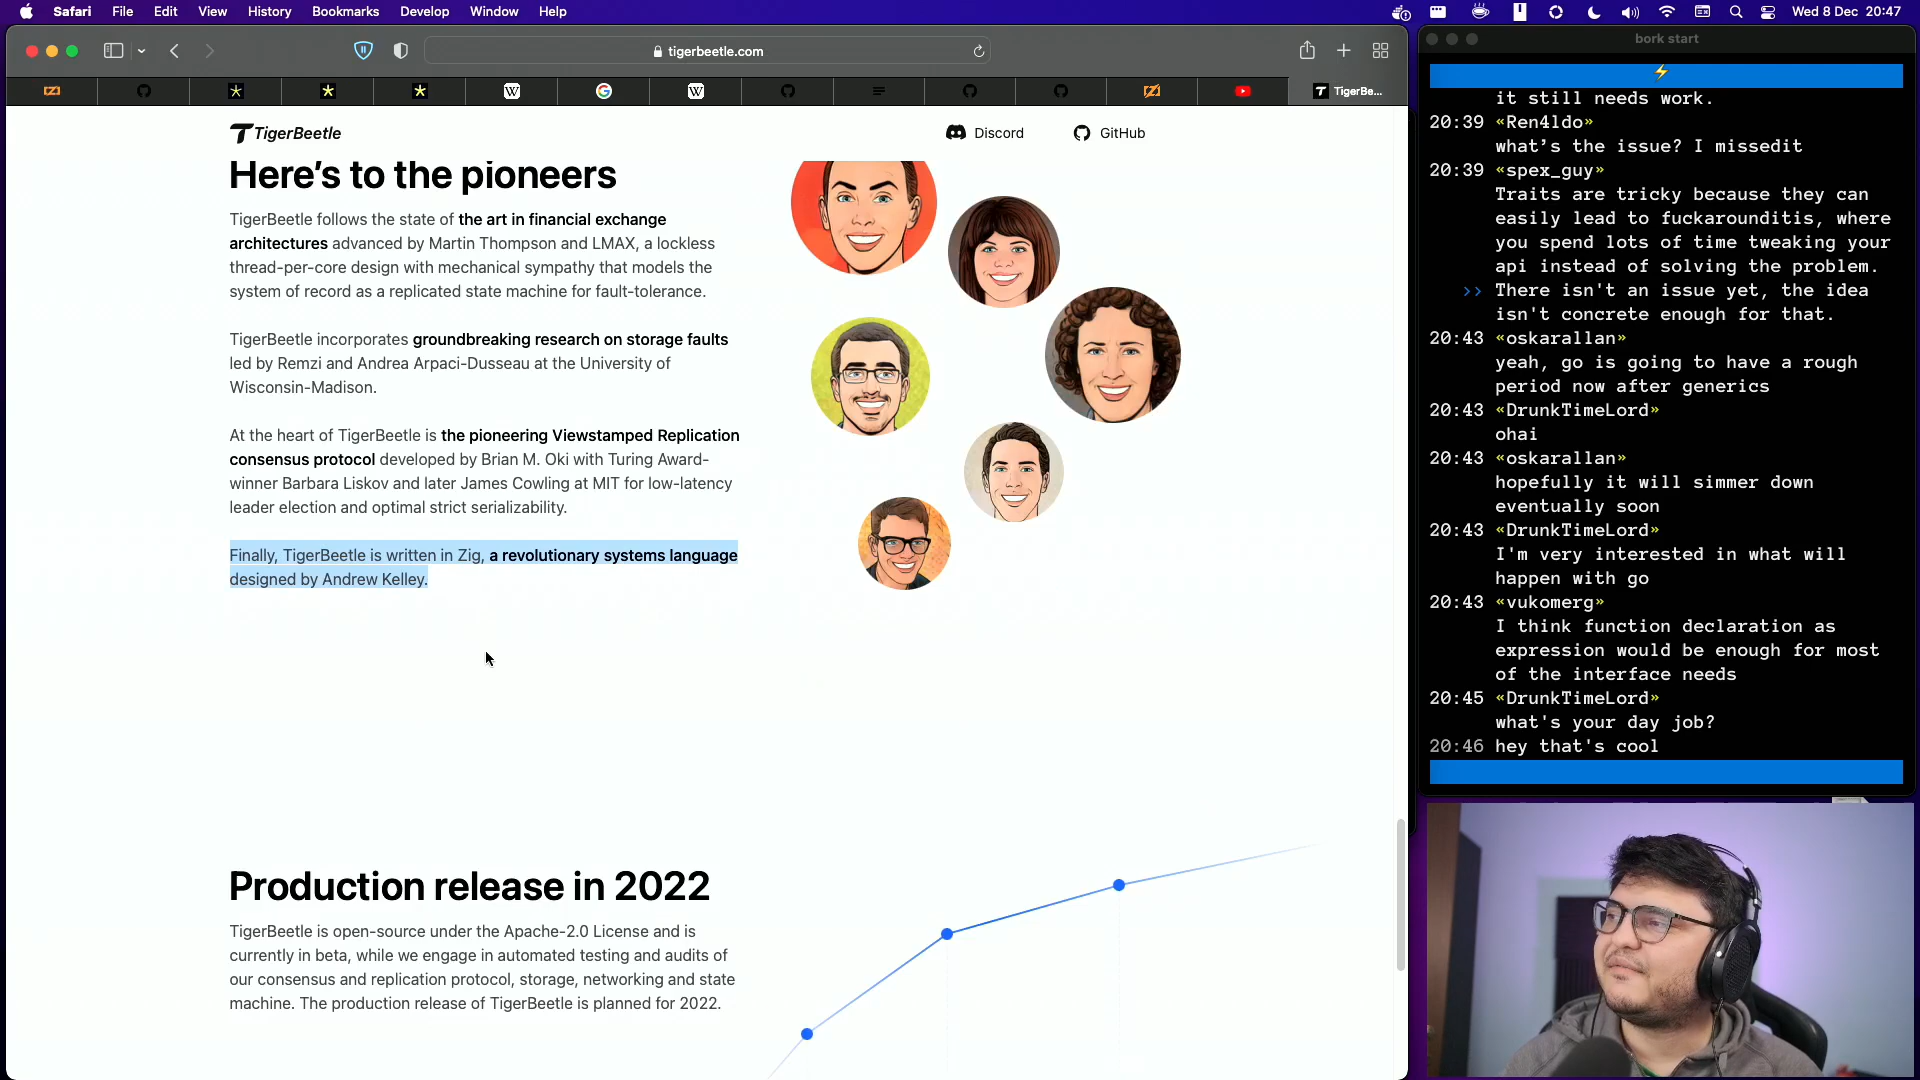 Safari File Edit View History Bookmarks Develop Window Help
Wed 8 Dec 20:47
tigerbeetle.com
TigerBe...
TigerBeetle
Discord
GitHub
Here’s to the pioneers
TigerBeetle follows the state of the art in financial exchange
architectures advanced by Martin Thompson and LMAX, a lockless
thread-per-core design with mechanical sympathy that models the
system of record as a replicated state machine for fault-tolerance.
TigerBeetle incorporates groundbreaking research on storage faults
led by Remzi and Andrea Arpaci-Dusseau at the University of
Wisconsin-Madison.
At the heart of TigerBeetle is the pioneering Viewstamped Replication
consensus protocol developed by Brian M. Oki with Turing Award-
winner Barbara Liskov and later James Cowling at MIT for low-latency
leader election and optimal strict serializability.
Finally, TigerBeetle is written in Zig, a revolutionary systems language
designed by Andrew Kelley.
Production release in 2022
TigerBeetle is open-source under the Apache-2.0 License and is
currently in beta, while we engage in automated testing and audits of
our consensus and replication protocol, storage, networking and state
machine. The production release of TigerBeetle is planned for 2022.
bork start
it still needs work.
20:39 «Ren4ldo»
what’s the issue? I missedit
20:39 «spex_guy»
Traits are tricky because they can
easily lead to fuckarounditis, where
you spend lots of time tweaking your
api instead of solving the problem.
>> There isn't an issue yet, the idea
isn't concrete enough for that.
20:43 «oskarallan»
yeah, go is going to have a rough
period now after generics
20:43 «DrunkTimeLord»
ohai
20:43 «oskarallan»
hopefully it will simmer down
eventually soon
20:43 «DrunkTimeLord»
I'm very interested in what will
happen with go
20:43 «vukomerg»
I think function declaration as
expression would be enough for most
of the interface needs
20:45 «DrunkTimeLord»
what's your day job?
20:46 hey that's cool